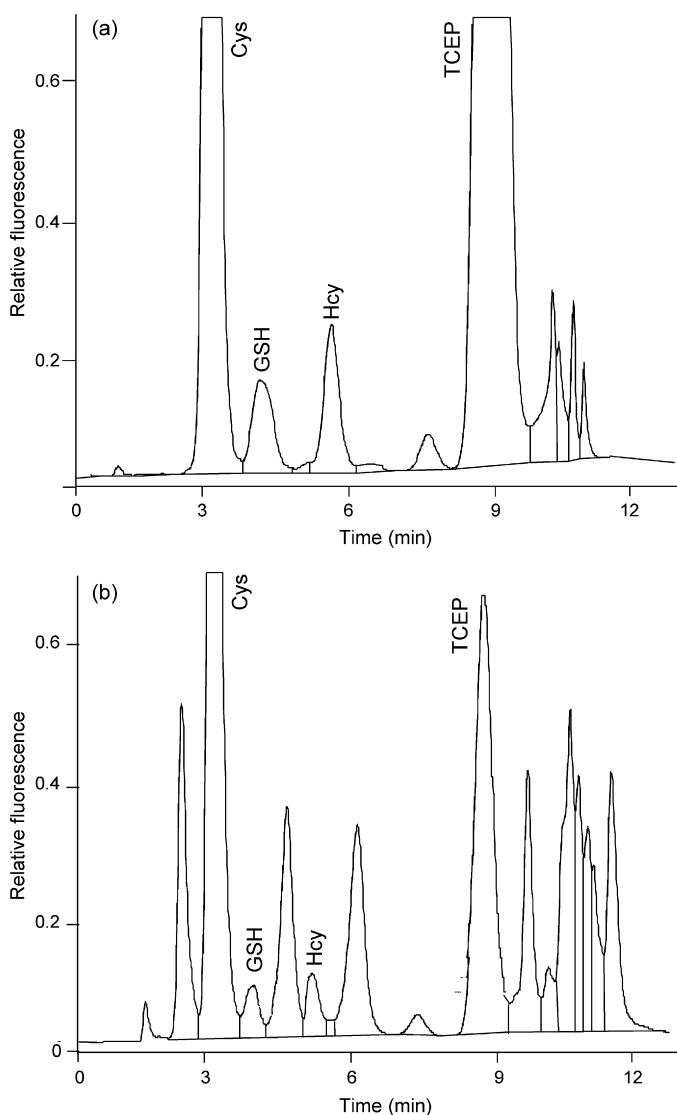 (a)
Relative fluorescence
0.6
0.4
0.2
Cys
GSH
Hcy
TCEP
0 3 6 9 12
Time (min)
(b)
Relative fluorescence
0.6
0.4
0.2
0
Cys
GSH
Hcy
TCEP
0 3 6 9 12
Time (min)